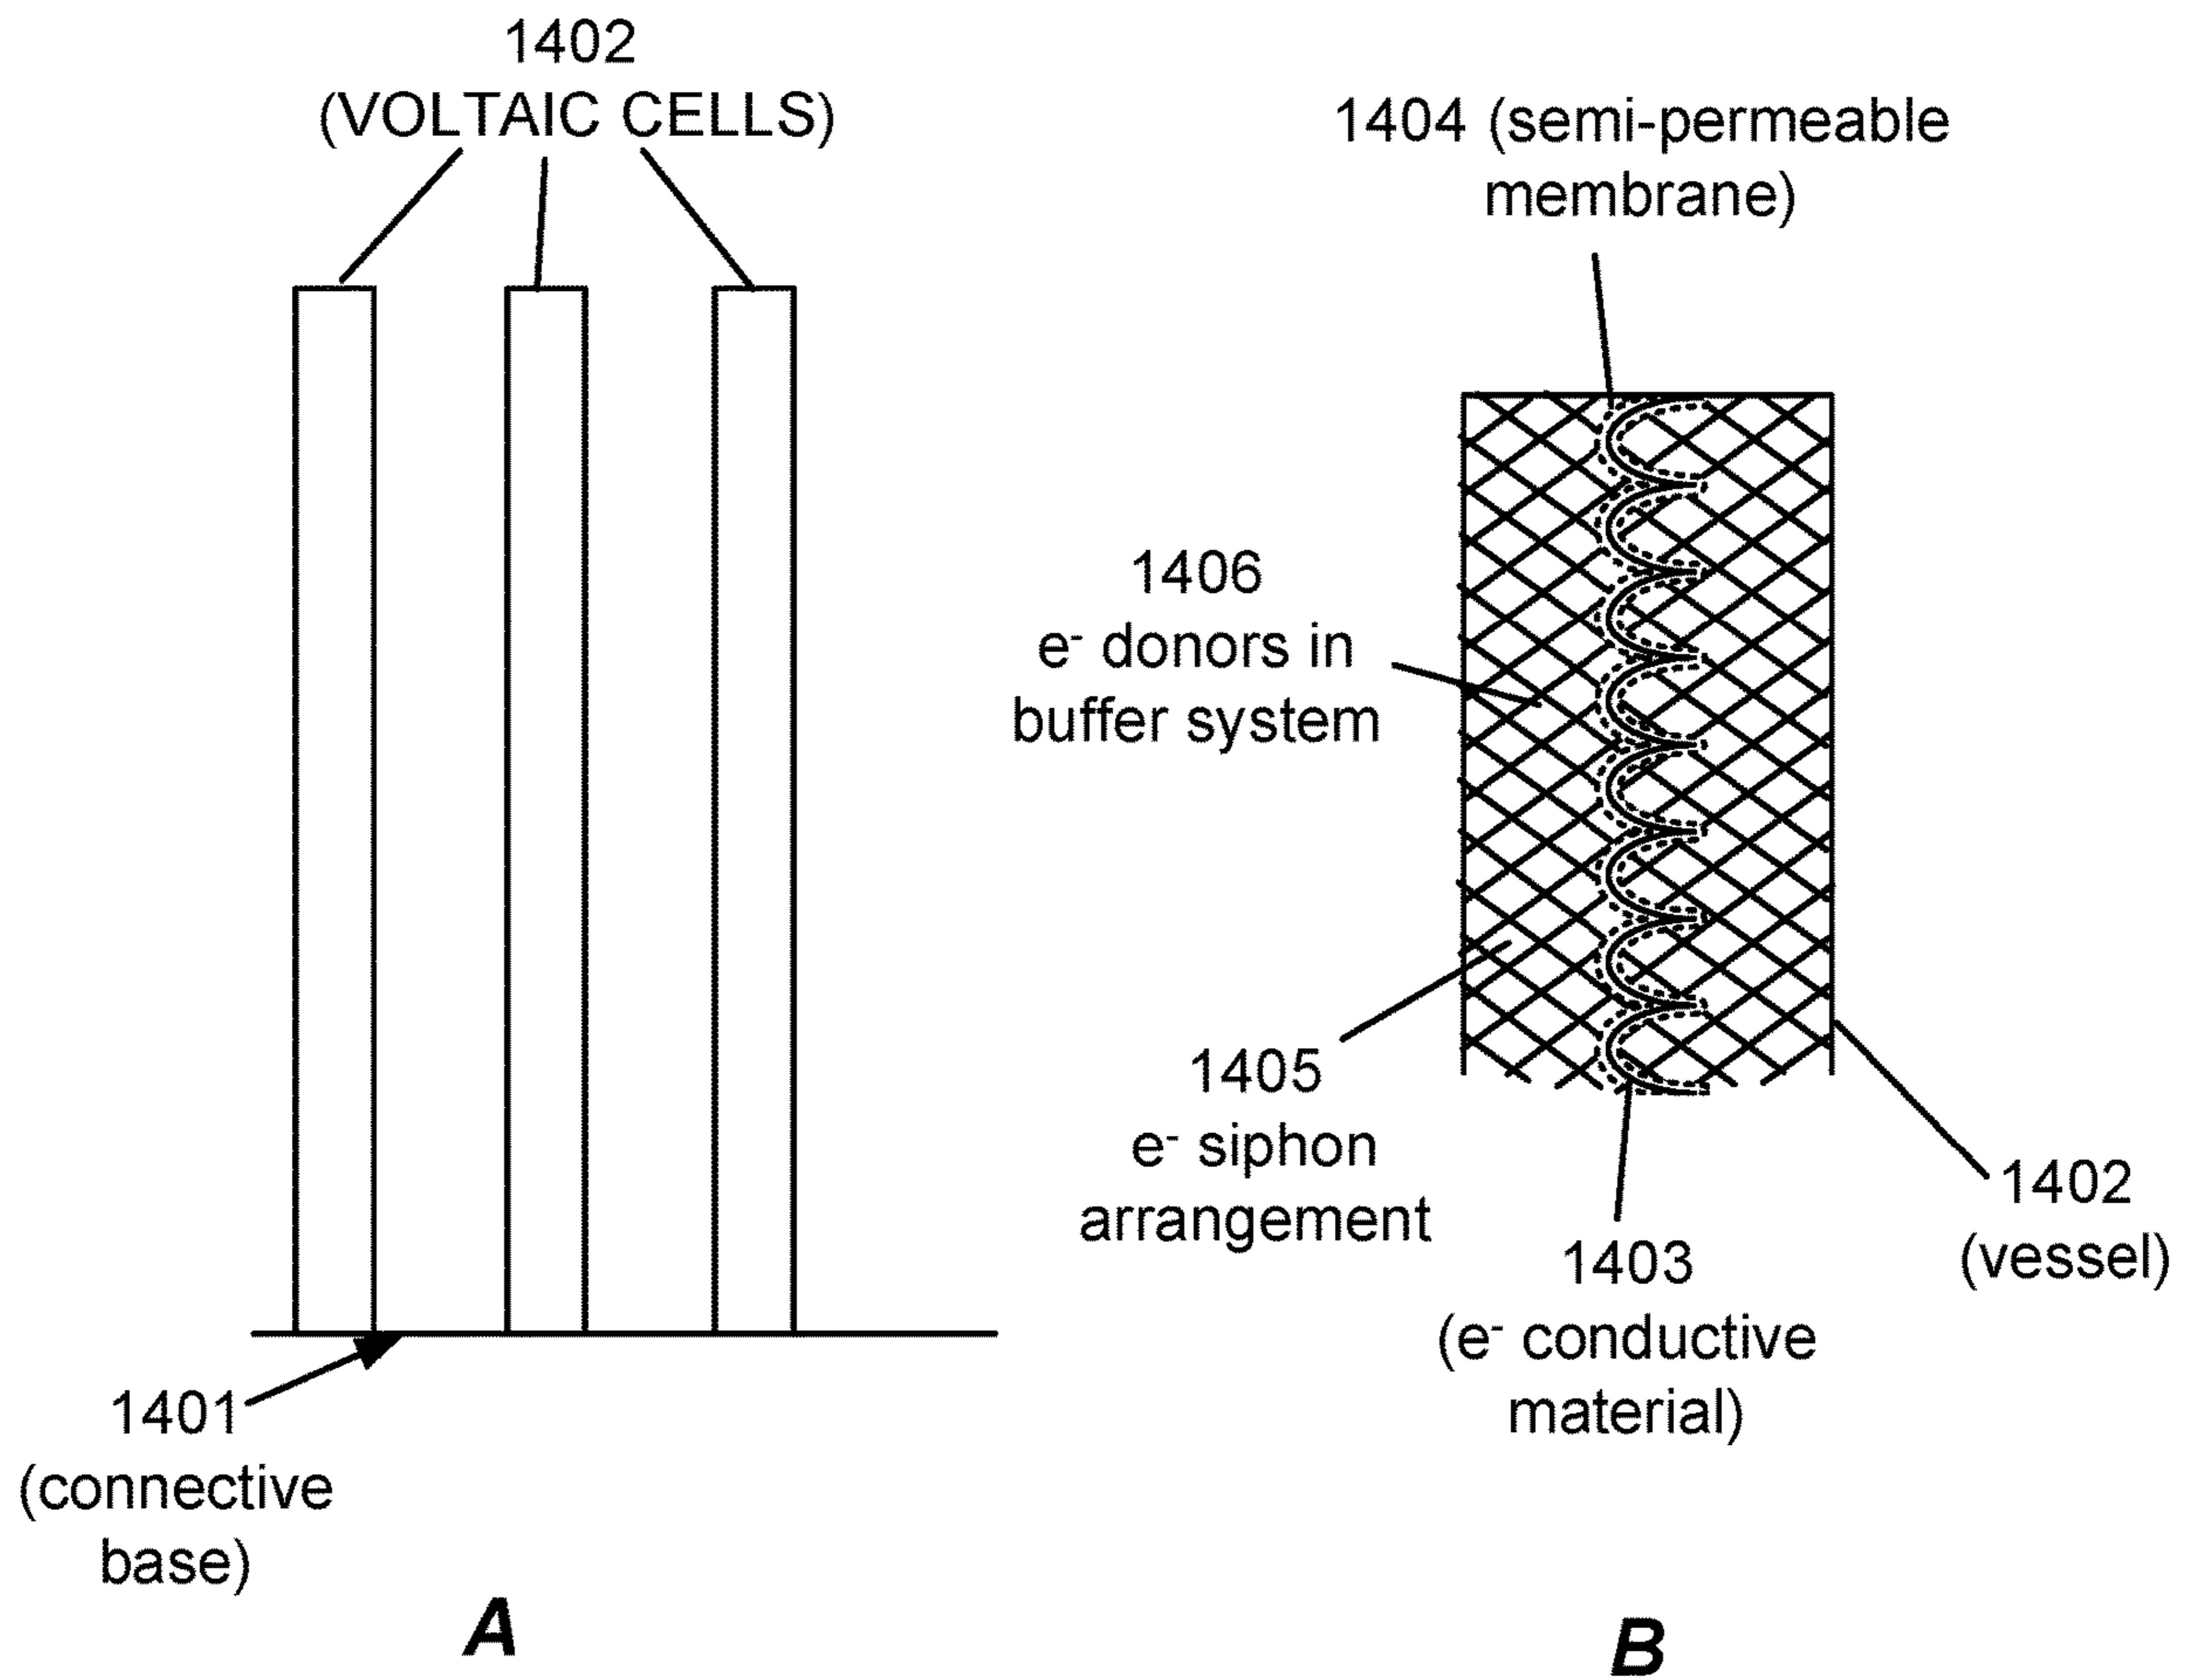 1402
(VOLTAIC CELLS)
1401
(connective
base)
A
1404 (semi-permeable
membrane)
1406
e⁻ donors in
buffer system
1405
e⁻ siphon
arrangement
1403
(e⁻ conductive
material)
1402
(vessel)
B